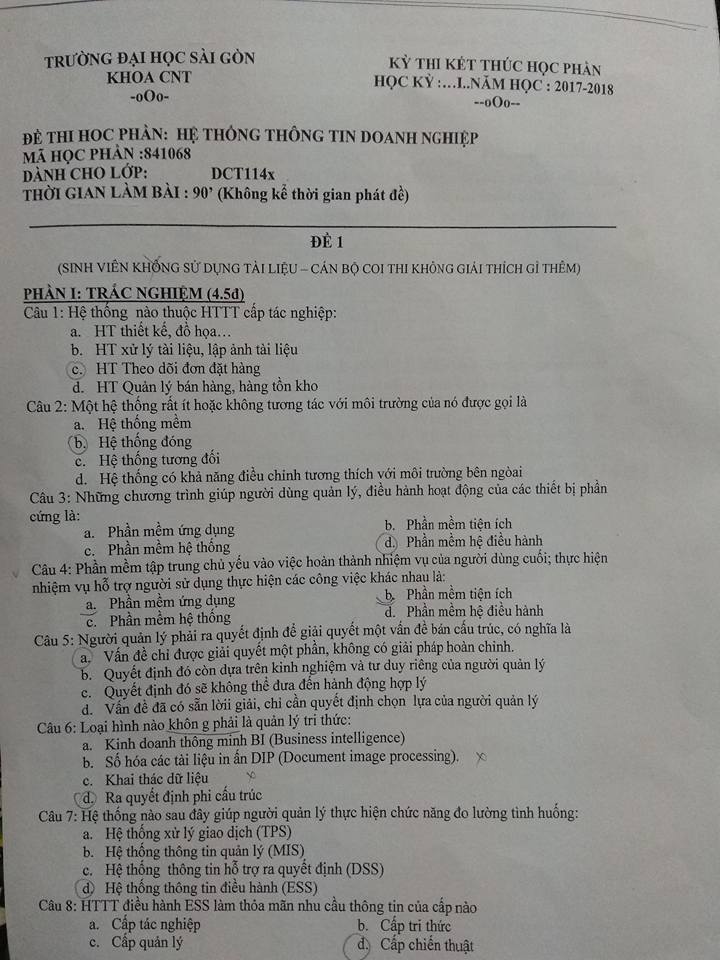 TRƯỜNG ĐẠI HỌC SÀI GÒN
KHOA CNT
-oOo-
KỲ THI KẾT THÚC HỌC PHẦN
HỌC KỲ :…I..NĂM HỌC : 2017-2018
--oOo--
ĐỀ THI HOC PHẦN: HỆ THỐNG THÔNG TIN DOANH NGHIỆP
MÃ HỌC PHẦN :841068
DÀNH CHO LỚP: DCT114x
THỜI GIAN LÀM BÀI : 90’ (Không kể thời gian phát đề)
ĐỀ 1
(SINH VIÊN KHÔNG SỬ DỤNG TÀI LIỆU – CÁN BỘ COI THI KHÔNG GIẢI THÍCH GÌ THÊM)
PHẦN I: TRẮC NGHIỆM (4.5đ)
Câu 1: Hệ thống nào thuộc HTTT cấp tác nghiệp:
a. HT thiết kế, đồ họa…
b. HT xử lý tài liệu, lập ảnh tài liệu
c. HT Theo dõi đơn đặt hàng
d. HT Quản lý bán hàng, hàng tồn kho
Câu 2: Một hệ thống rất ít hoặc không tương tác với môi trường của nó được gọi là
a. Hệ thống mềm
b. Hệ thống đóng
c. Hệ thống tương đối
d. Hệ thống có khả năng điều chỉnh tương thích với môi trường bên ngòai
Câu 3: Những chương trình giúp người dùng quản lý, điều hành hoạt động của các thiết bị phần
cứng là:
a. Phần mềm ứng dụng b. Phần mềm tiện ích
c. Phần mềm hệ thống d. Phần mềm hệ điều hành
Câu 4: Phần mềm tập trung chủ yếu vào việc hoàn thành nhiệm vụ của người dùng cuối; thực hiện
nhiệm vụ hỗ trợ người sử dụng thực hiện các công việc khác nhau là:
a. Phần mềm ứng dụng b. Phần mềm tiện ích
c. Phần mềm hệ thống d. Phần mềm hệ điều hành
Câu 5: Người quản lý phải ra quyết định để giải quyết một vấn đề bán cấu trúc, có nghĩa là
a. Vấn đề chỉ được giải quyết một phần, không có giải pháp hoàn chỉnh.
b. Quyết định đó còn dựa trên kinh nghiệm và tư duy riêng của người quản lý
c. Quyết định đó sẽ không thể đưa đến hành động hợp lý
d. Vấn đề đã có sẵn lờii giải, chỉ cần quyết định chọn lựa của người quản lý
Câu 6: Loại hình nào khôn g phải là quản lý tri thức:
a. Kinh doanh thông minh BI (Business intelligence)
b. Số hóa các tài liệu in ấn DIP (Document image processing).
c. Khai thác dữ liệu
d. Ra quyết định phi cấu trúc
Câu 7: Hệ thống nào sau đây giúp người quản lý thực hiện chức năng đo lường tình huống:
a. Hệ thống xử lý giao dịch (TPS)
b. Hệ thống thông tin quản lý (MIS)
c. Hệ thống thông tin hỗ trợ ra quyết định (DSS)
d. Hệ thống thông tin điều hành (ESS)
Câu 8: HTTT điều hành ESS làm thỏa mãn nhu cầu thông tin của cấp nào
a. Cấp tác nghiệp b. Cấp tri thức
c. Cấp quản lý d. Cấp chiến thuật